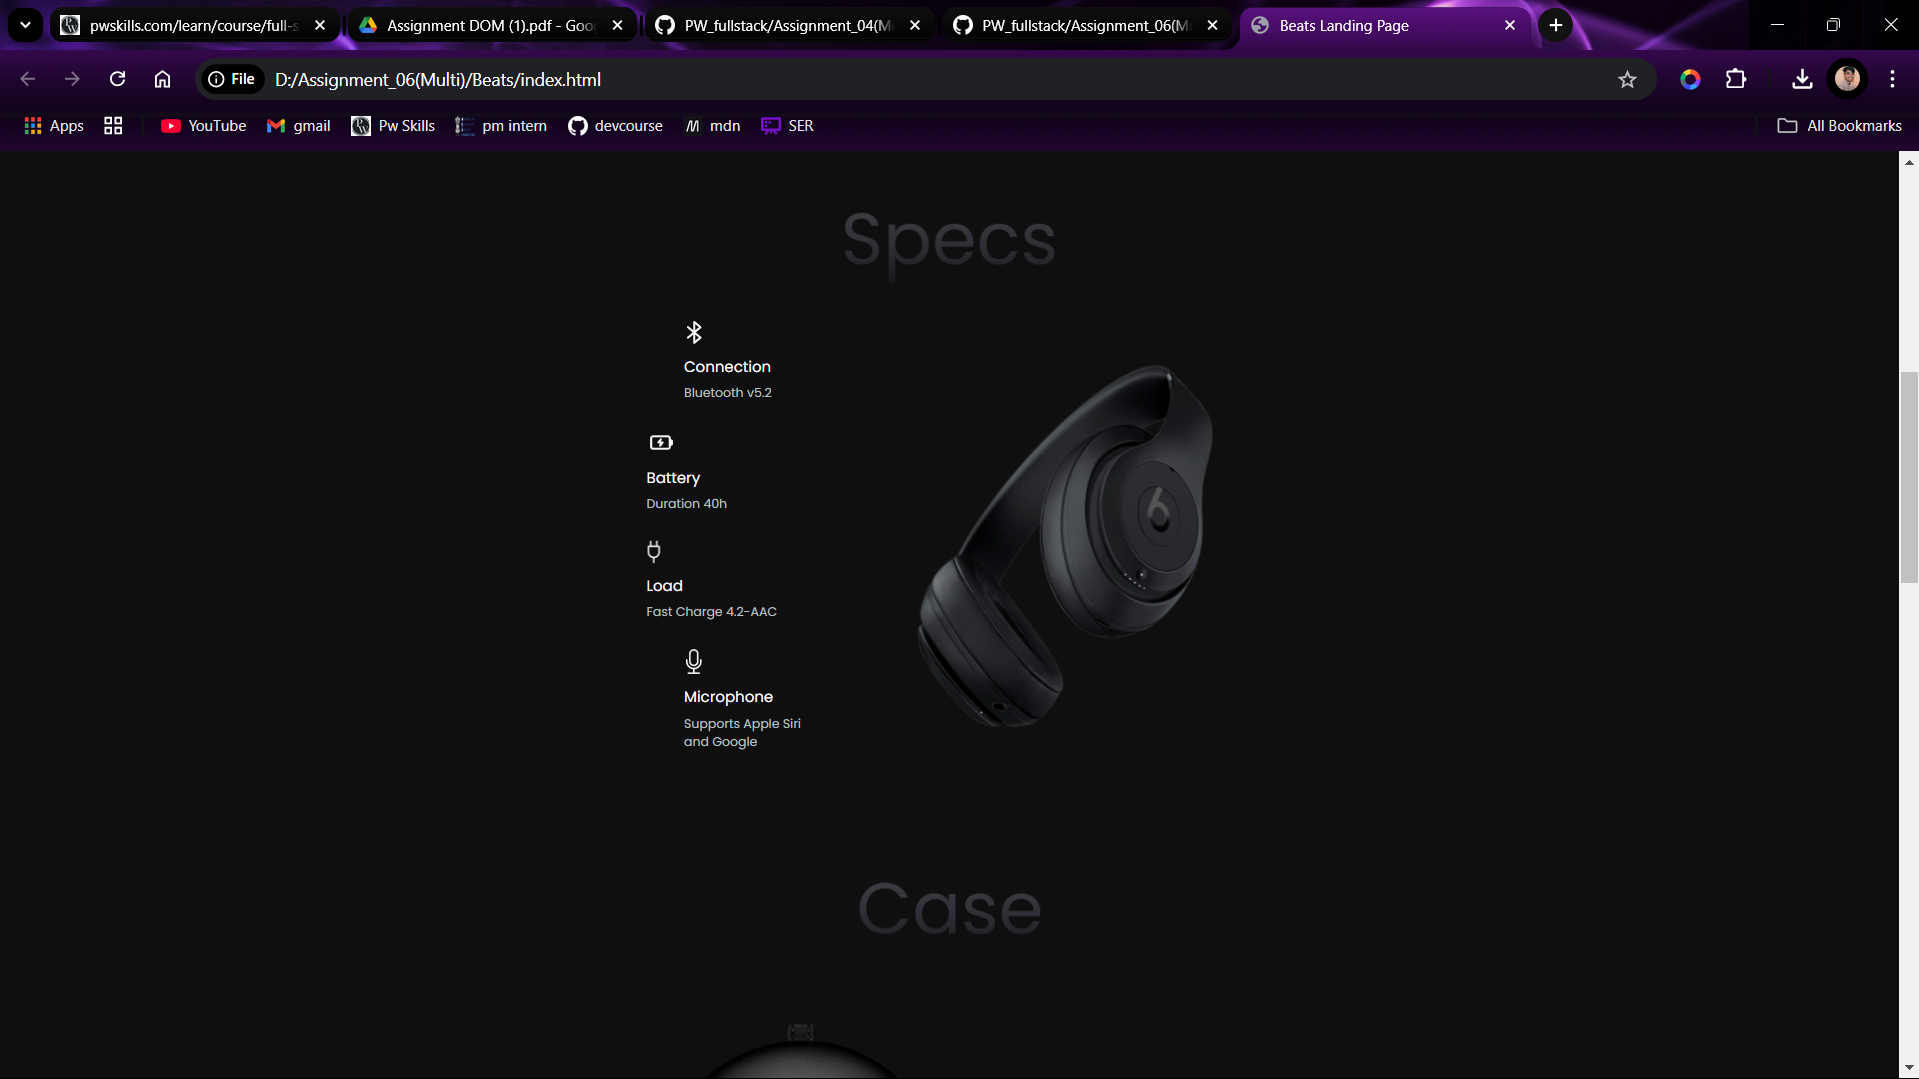 pwskills.com/learn/course/full-s
Assignment DOM (1).pdf - Goo
PW_fullstack/Assignment_04(M
PW_fullstack/Assignment_06(M
Beats Landing Page
File
D:/Assignment_06(Multi)/Beats/index.html
Apps
YouTube
gmail
Pw Skills
pm intern
devcourse
mdn
SER
All Bookmarks
Specs
Connection
Bluetooth v5.2
Battery
Duration 40h
Load
Fast Charge 4.2-AAC
Microphone
Supports Apple Siri
and Google
Case